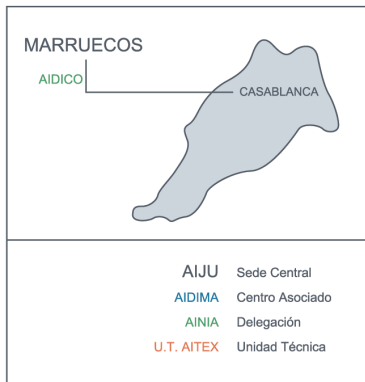 MARRUECOS
AIDICO
CASABLANCA
AIJU Sede Central
AIDIMA Centro Asociado
AINIA Delegación
U.T. AITEX Unidad Técnica